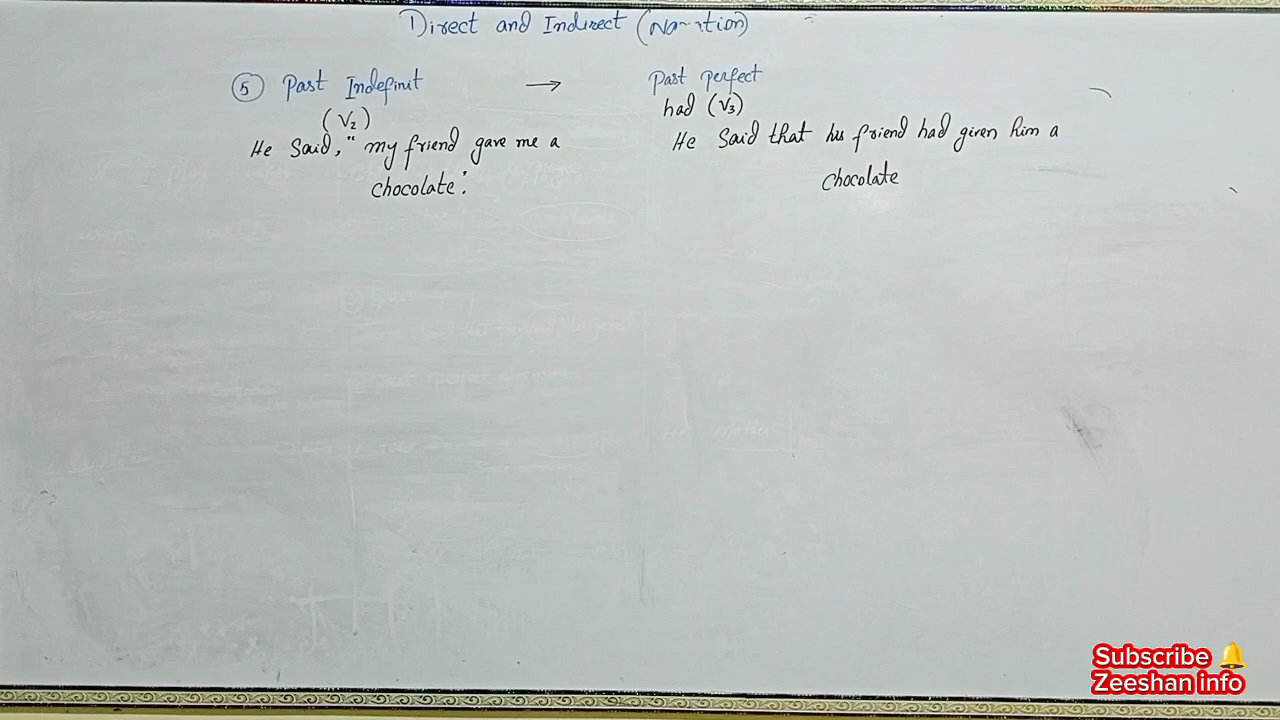 Direct and Indirect (Narration)
⑤ Past Indefinit → Past perfect
(V₂) had (V₃)
He Said, " my friend gave me a He Said that his friend had given him a
chocolate." chocolate
Subscribe 🔔
Zeeshan info